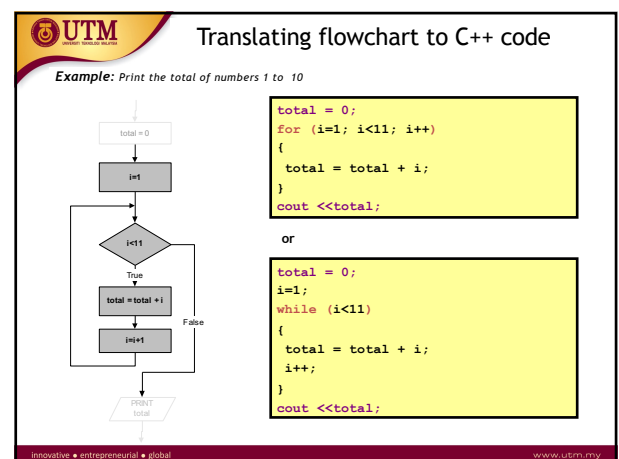 UTM
UNIVERSITI TEKNOLOGI MALAYSIA
Translating flowchart to C++ code
Example: Print the total of numbers 1 to 10
total = 0
i=1
i<11
True
total = total + i
False
i=i+1
PRINT
total
total = 0;
for (i=1; i<11; i++)
{
total = total + i;
}
cout <<total;
or
total = 0;
i=1;
while (i<11)
{
total = total + i;
i++;
}
cout <<total;
innovative ● entrepreneurial ● global
www.utm.my